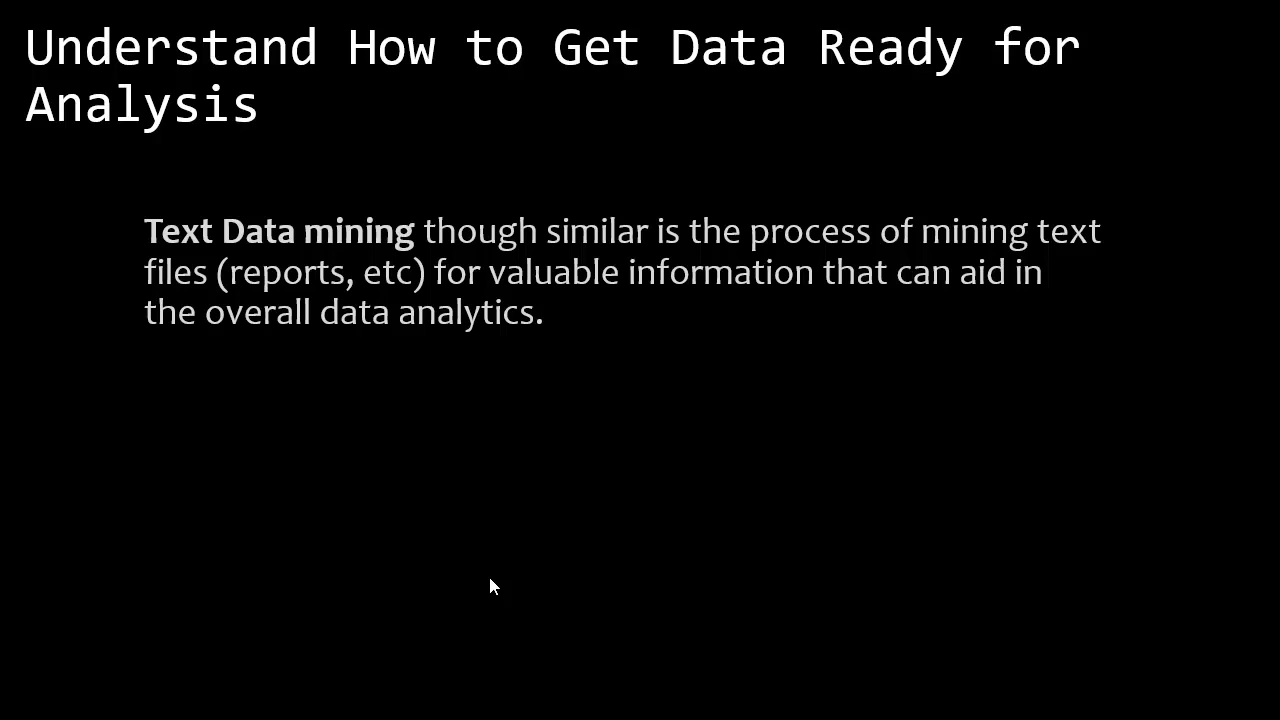 Understand How to Get Data Ready for
Analysis
Text Data mining though similar is the process of mining text
files (reports, etc) for valuable information that can aid in
the overall data analytics.